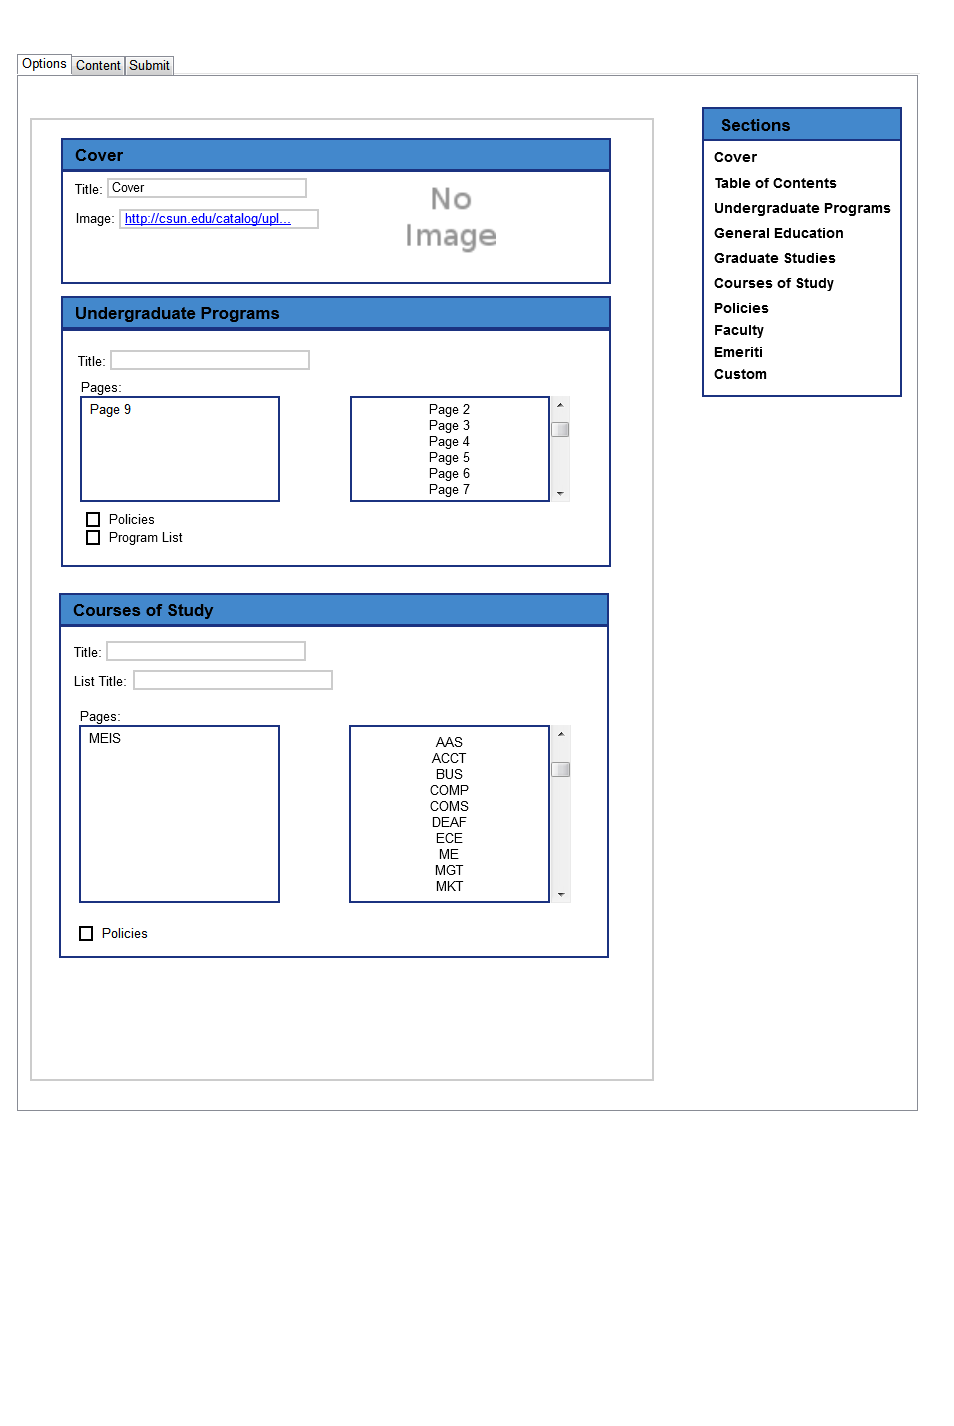 Options Content Submit
Cover
Title: Cover
Image: http://csun.edu/catalog/upl...
No
Image
Undergraduate Programs
Title:
Pages:
Page 9
Page 2
Page 3
Page 4
Page 5
Page 6
Page 7
Policies
Program List
Courses of Study
Title:
List Title:
Pages:
MEIS
AAS
ACCT
BUS
COMP
COMS
DEAF
ECE
ME
MGT
MKT
Policies
Sections
Cover
Table of Contents
Undergraduate Programs
General Education
Graduate Studies
Courses of Study
Policies
Faculty
Emeriti
Custom